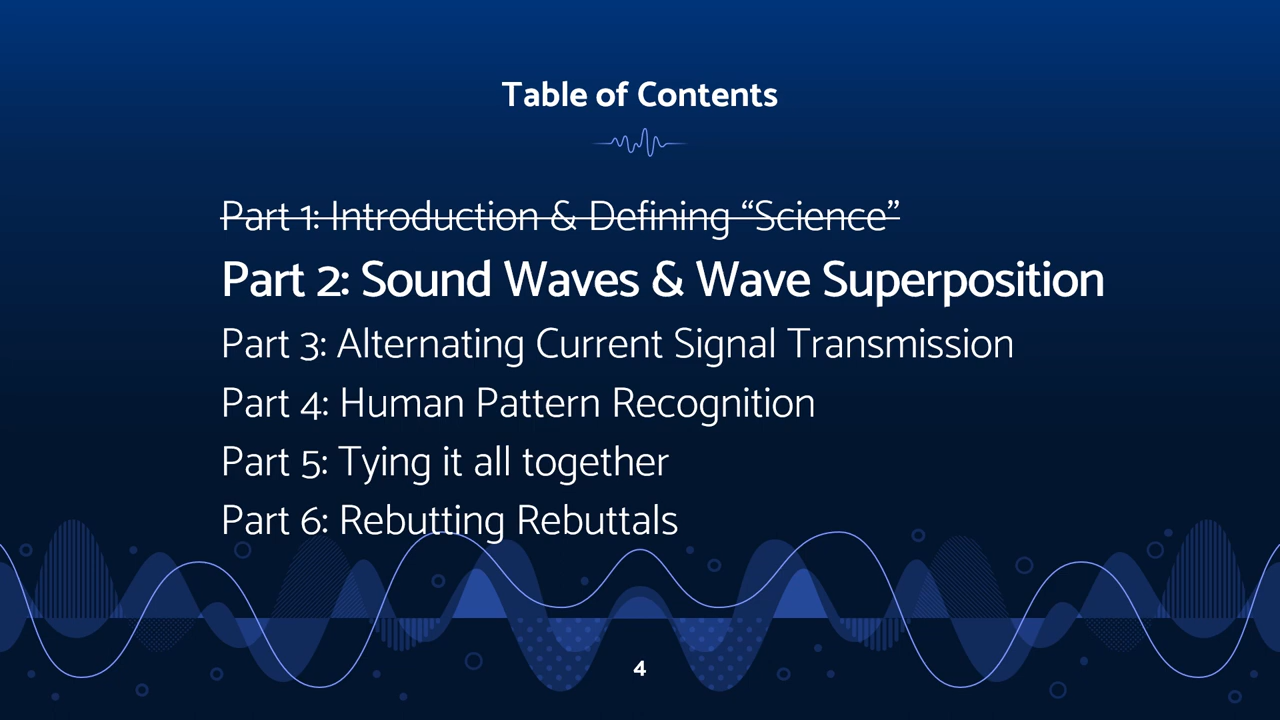 Table of Contents
Part 1: Introduction & Defining “Science”
Part 2: Sound Waves & Wave Superposition
Part 3: Alternating Current Signal Transmission
Part 4: Human Pattern Recognition
Part 5: Tying it all together
Part 6: Rebutting Rebuttals
4